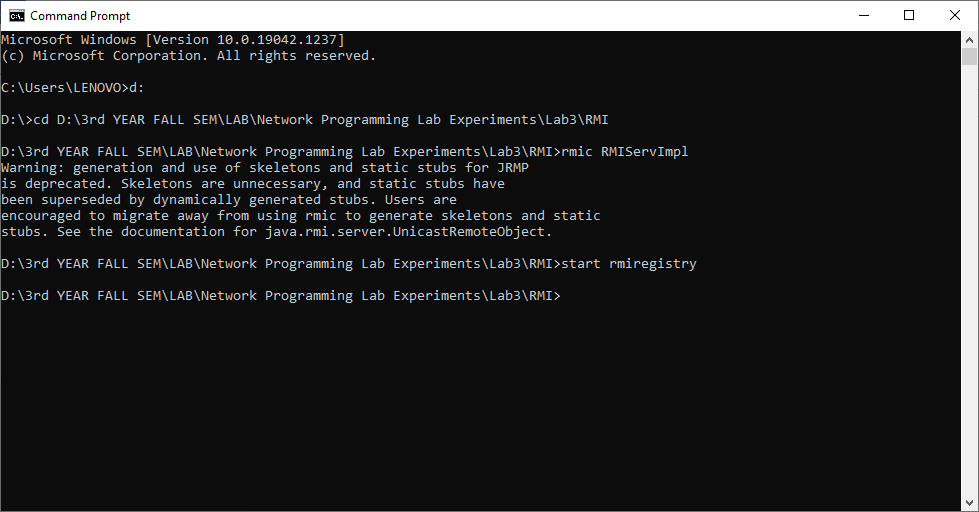 Command Prompt
Microsoft Windows [Version 10.0.19042.1237]
(c) Microsoft Corporation. All rights reserved.
C:\Users\LENOVO>d:
D:\>cd D:\3rd YEAR FALL SEM\LAB\Network Programming Lab Experiments\Lab3\RMI
D:\3rd YEAR FALL SEM\LAB\Network Programming Lab Experiments\Lab3\RMI>rmic RMIServImpl
Warning: generation and use of skeletons and static stubs for JRMP
is deprecated. Skeletons are unnecessary, and static stubs have
been superseded by dynamically generated stubs. Users are
encouraged to migrate away from using rmic to generate skeletons and static
stubs. See the documentation for java.rmi.server.UnicastRemoteObject.
D:\3rd YEAR FALL SEM\LAB\Network Programming Lab Experiments\Lab3\RMI>start rmiregistry
D:\3rd YEAR FALL SEM\LAB\Network Programming Lab Experiments\Lab3\RMI>